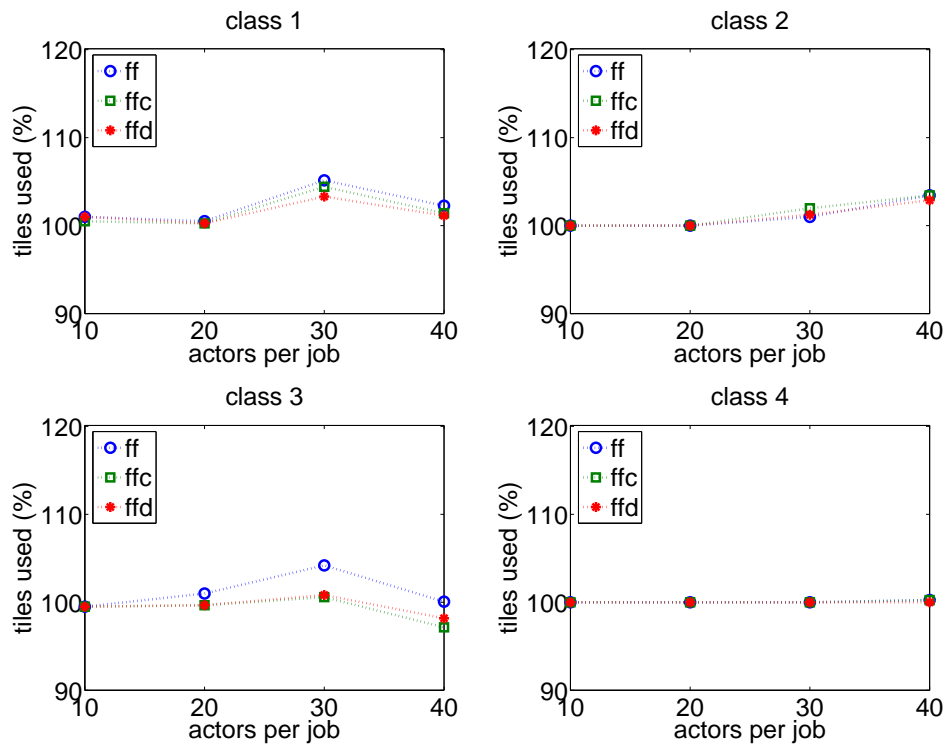 class 1
120
110
100
90
tiles used (%)
ff
ffc
ffd
10 20 30 40
actors per job
class 2
120
110
100
90
tiles used (%)
ff
ffc
ffd
10 20 30 40
actors per job
class 3
120
110
100
90
tiles used (%)
ff
ffc
ffd
10 20 30 40
actors per job
class 4
120
110
100
90
tiles used (%)
ff
ffc
ffd
10 20 30 40
actors per job